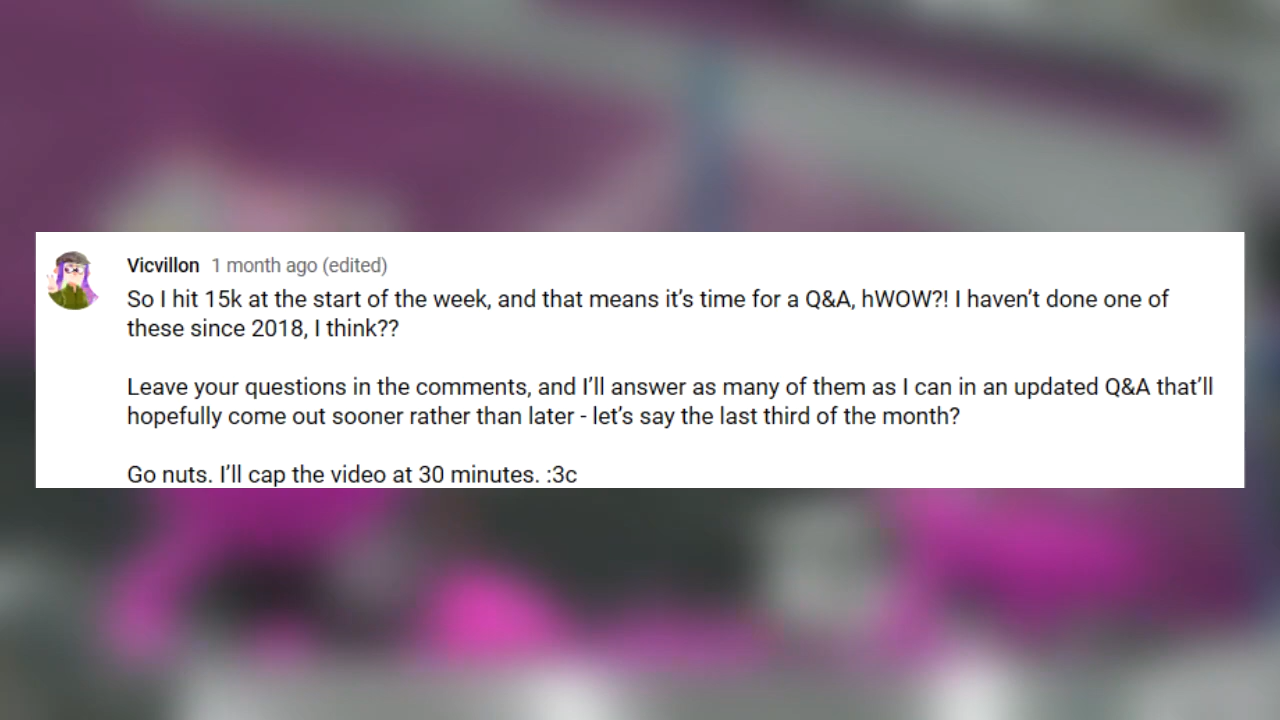 Vicvillon 1 month ago (edited)
So I hit 15k at the start of the week, and that means it’s time for a Q&A, hWOW?! I haven’t done one of
these since 2018, I think??
Leave your questions in the comments, and I’ll answer as many of them as I can in an updated Q&A that’ll
hopefully come out sooner rather than later - let’s say the last third of the month?
Go nuts. I’ll cap the video at 30 minutes. :3c